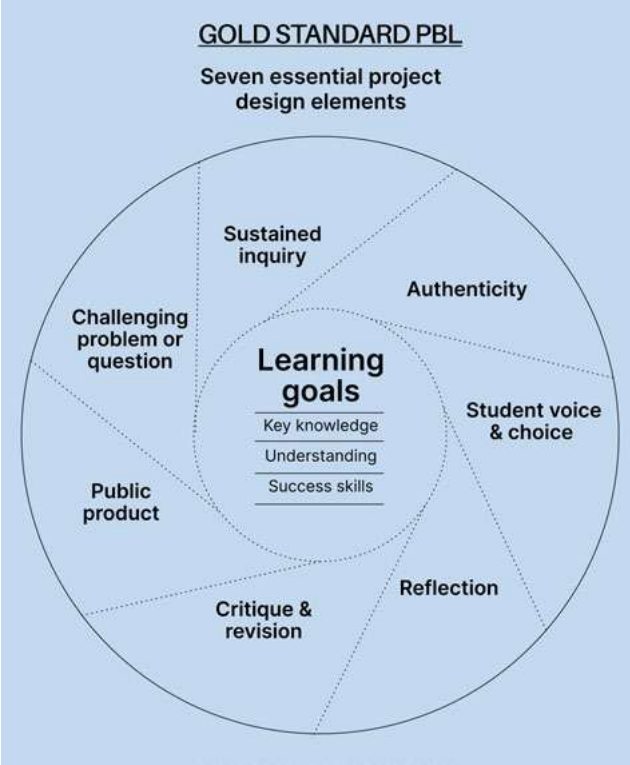 GOLD STANDARD PBL
Seven essential project
design elements
Sustained
inquiry
Authenticity
Challenging
problem or
question
Learning
goals
Key knowledge
Understanding
Success skills
Student voice
& choice
Public
product
Reflection
Critique &
revision